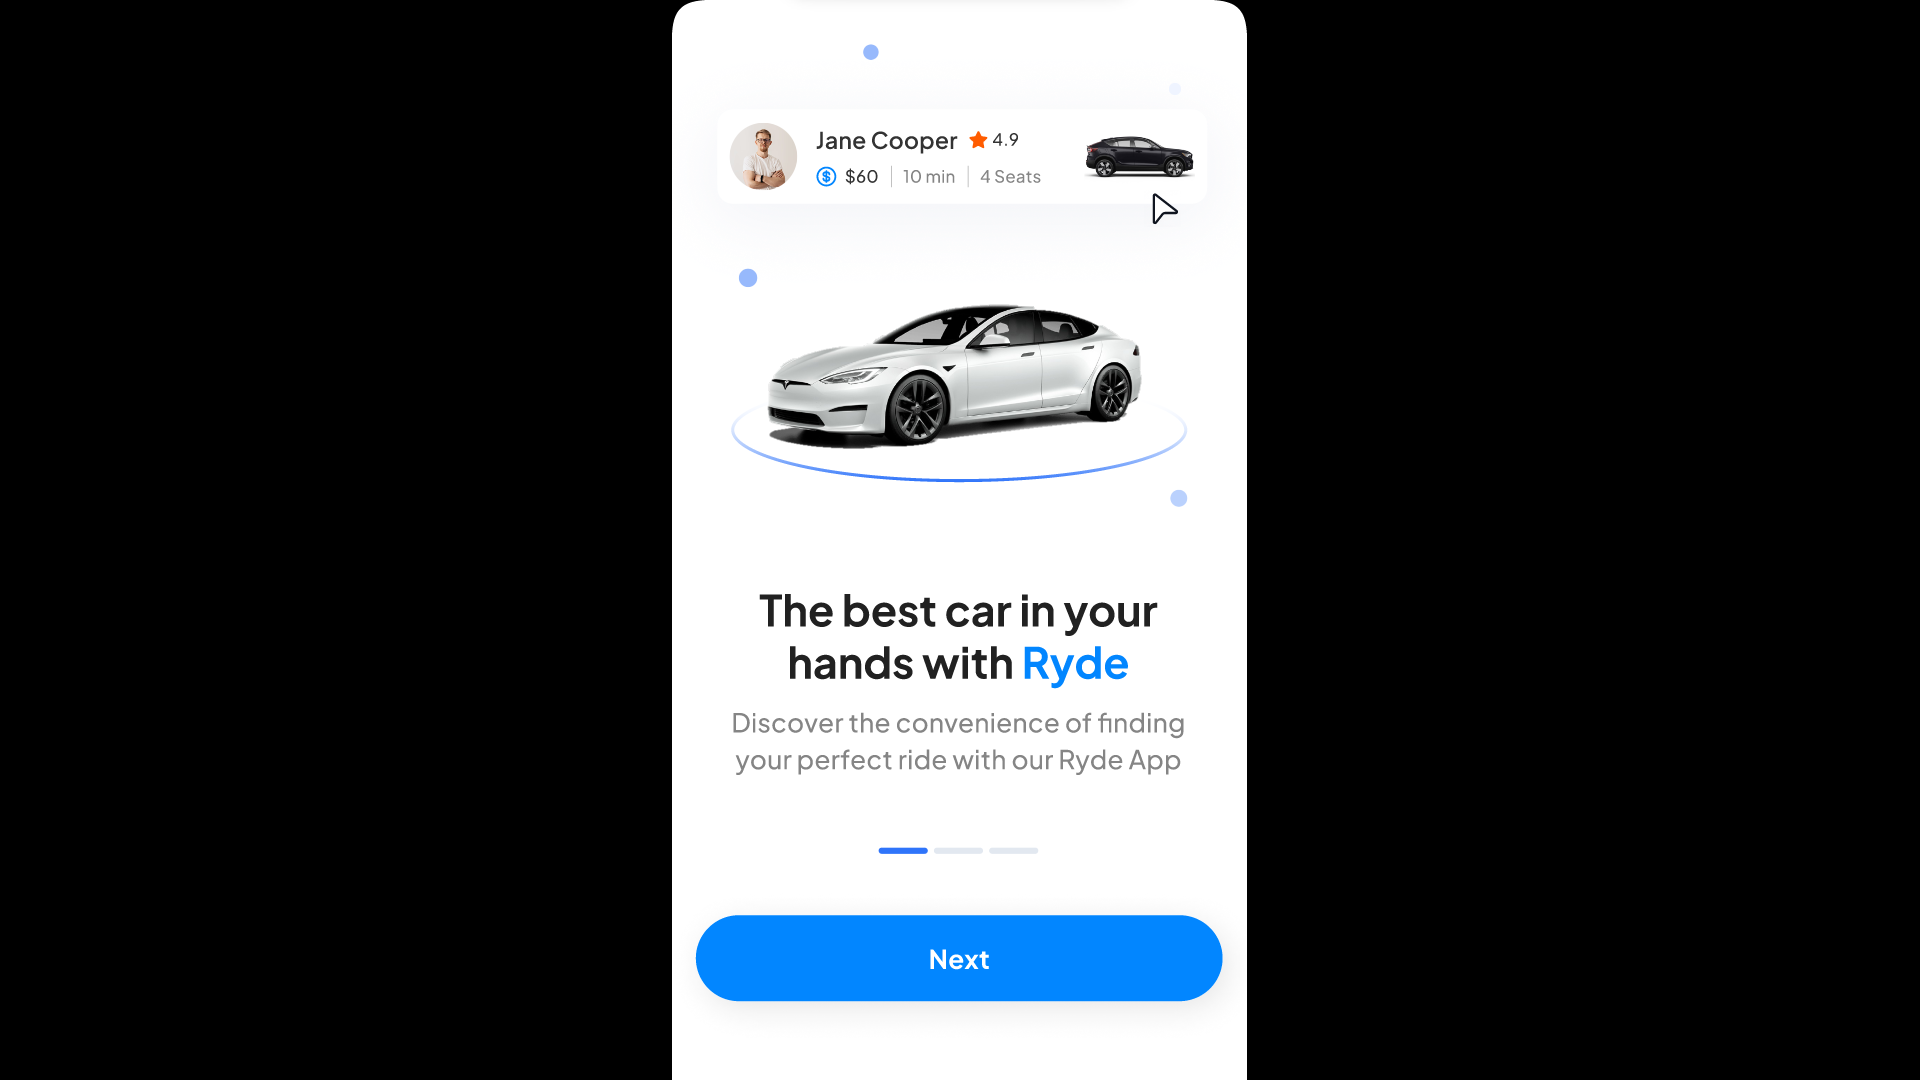 Jane Cooper 4.9
$60 10 min 4 Seats
The best car in your
hands with Ryde
Discover the convenience of finding
your perfect ride with our Ryde App
Next